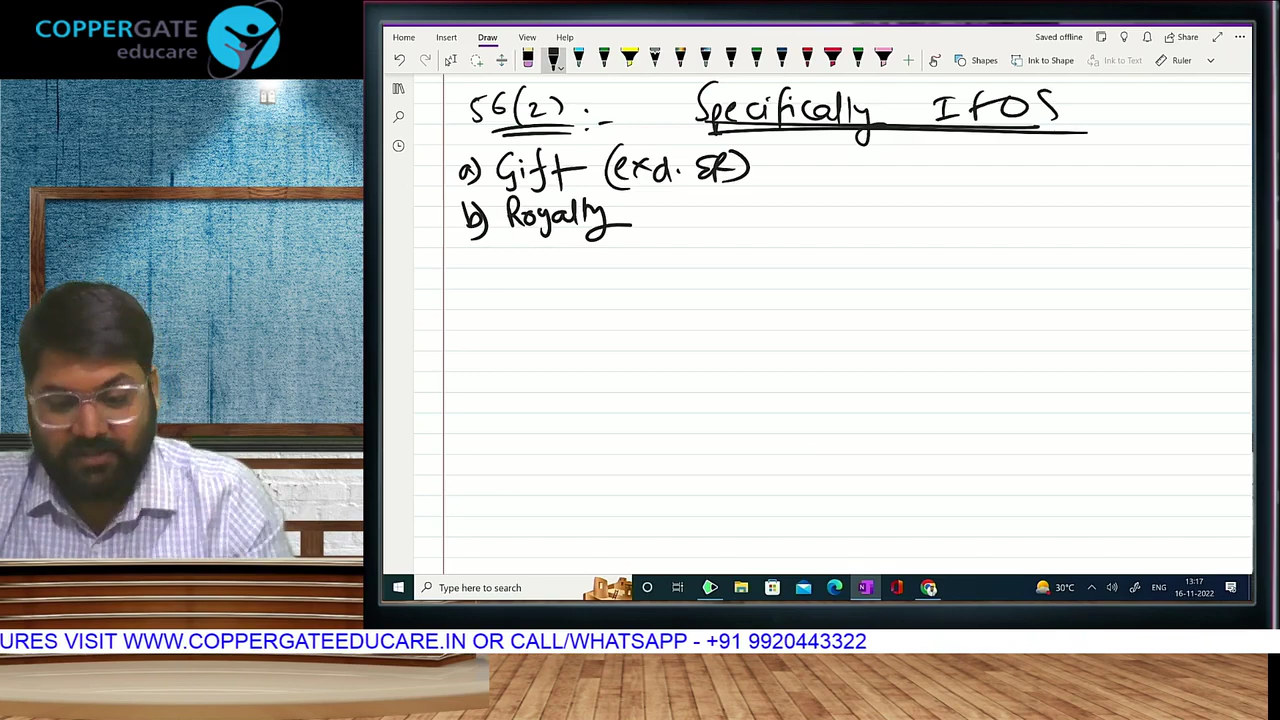 COPPERGATE
educare
Home Insert Draw View Help
Saved offline
Share
Shapes
Ink to Shape
Ink to Text
Ruler
56(2) :- Specifically IFOS
a) Gift (excl. SR)
b) Royalty
Type here to search
30°C
ENG
13:17
16-11-2022
URES VISIT WWW.COPPERGATEEDUCARE.IN OR CALL/WHATSAPP - +91 9920443322